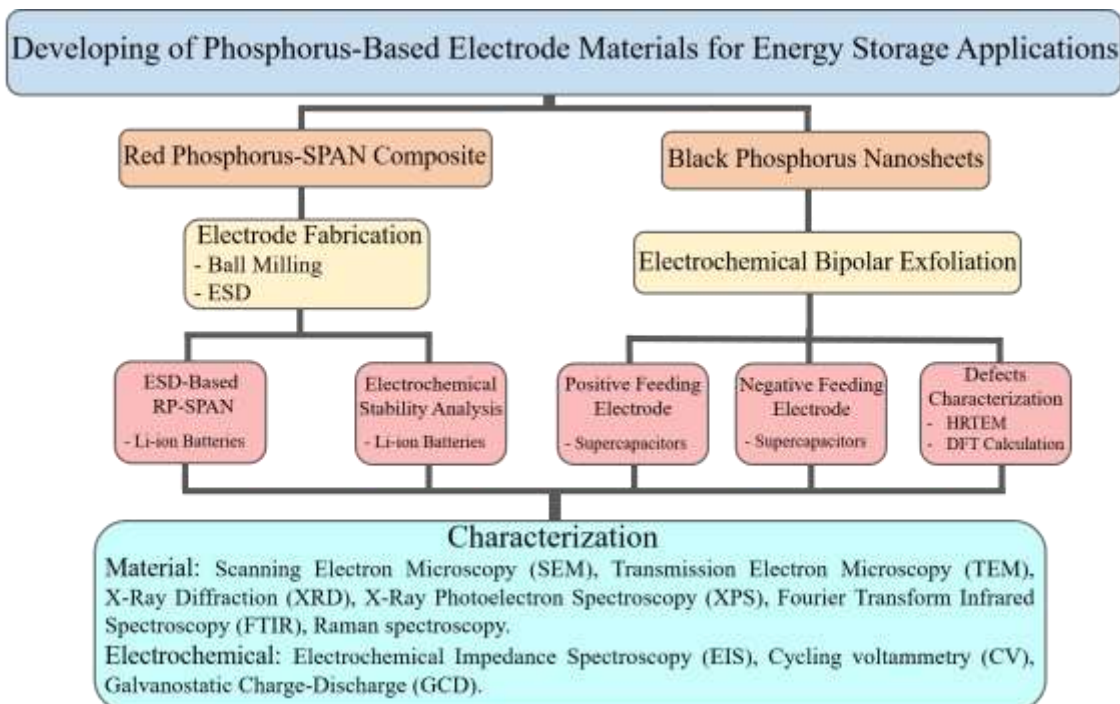 Developing of Phosphorus-Based Electrode Materials for Energy Storage Applications
Red Phosphorus-SPAN Composite
Black Phosphorus Nanosheets
Electrode Fabrication
- Ball Milling
- ESD
Electrochemical Bipolar Exfoliation
ESD-Based
RP-SPAN
- Li-ion Batteries
Electrochemical
Stability Analysis
- Li-ion Batteries
Positive Feeding
Electrode
- Supercapacitors
Negative Feeding
Electrode
- Supercapacitors
Defects
Characterization
- HRTEM
- DFT Calculation
Characterization
Material: Scanning Electron Microscopy (SEM), Transmission Electron Microscopy (TEM),
X-Ray Diffraction (XRD), X-Ray Photoelectron Spectroscopy (XPS), Fourier Transform Infrared
Spectroscopy (FTIR), Raman spectroscopy.
Electrochemical: Electrochemical Impedance Spectroscopy (EIS), Cycling voltammetry (CV),
Galvanostatic Charge-Discharge (GCD).